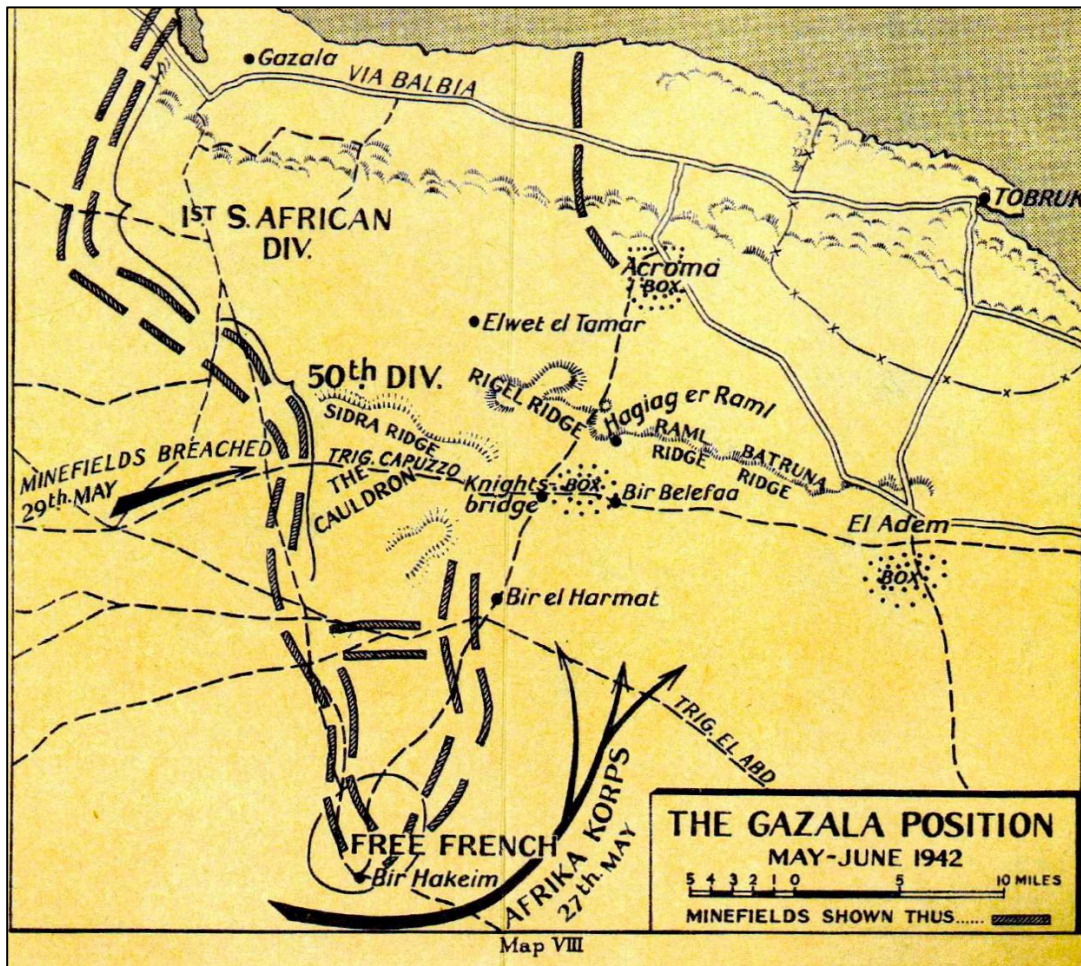 Gazala
VIA BALBIA
TOBRUK
1ST S. AFRICAN
DIV.
Acroma
BOX
Elwet el Tamar
50th DIV.
SIDRA RIDGE
RIGEL RIDGE
Hagiag er Raml
RAML
RIDGE
BATRUNA
RIDGE
MINEFIELDS BREACHED
29th. MAY
TRIG. CAPUZZO
THE
CAULDRON
Knights-
bridge
BOX
Bir Belefaa
El Adem
BOX
Bir el Harmat
TRIG. EL ABD
FREE FRENCH
Bir Hakeim
AFRIKA KORPS
27th. MAY
THE GAZALA POSITION
MAY-JUNE 1942
5 4 3 2 1 0 5 10 MILES
MINEFIELDS SHOWN THUS......
Map VIII